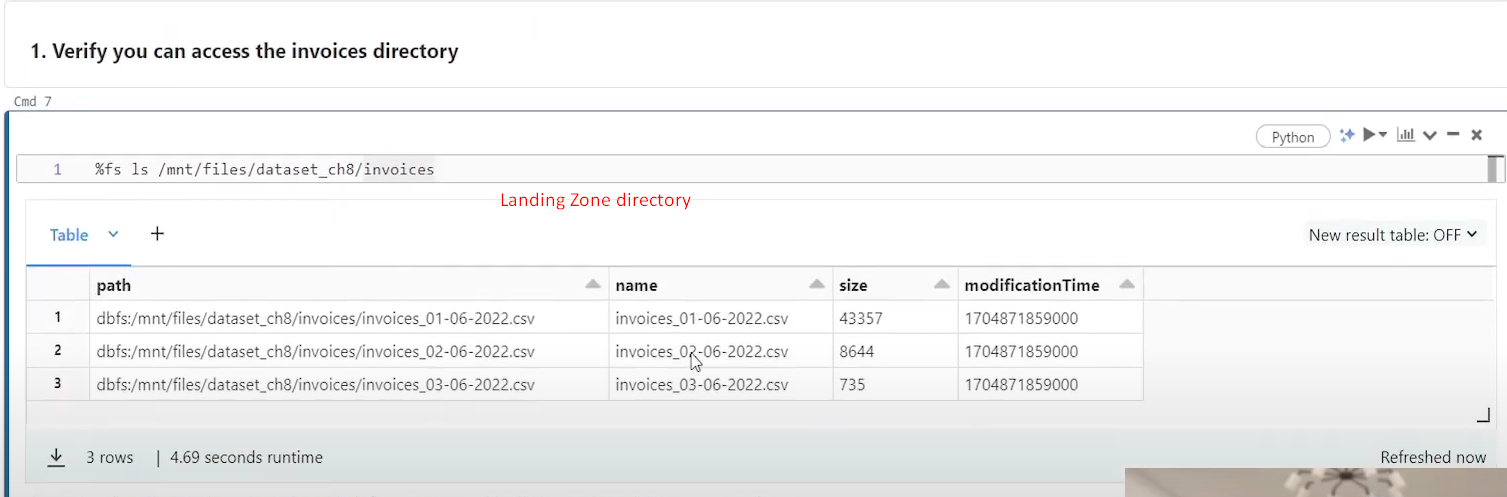 1. Verify you can access the invoices directory
Cmd 7
Python
1 %fs ls /mnt/files/dataset_ch8/invoices
Landing Zone directory
Table +
New result table: OFF
path name size modificationTime
1 dbfs:/mnt/files/dataset_ch8/invoices/invoices_01-06-2022.csv invoices_01-06-2022.csv 43357 1704871859000
2 dbfs:/mnt/files/dataset_ch8/invoices/invoices_02-06-2022.csv invoices_02-06-2022.csv 8644 1704871859000
3 dbfs:/mnt/files/dataset_ch8/invoices/invoices_03-06-2022.csv invoices_03-06-2022.csv 735 1704871859000
3 rows | 4.69 seconds runtime
Refreshed now